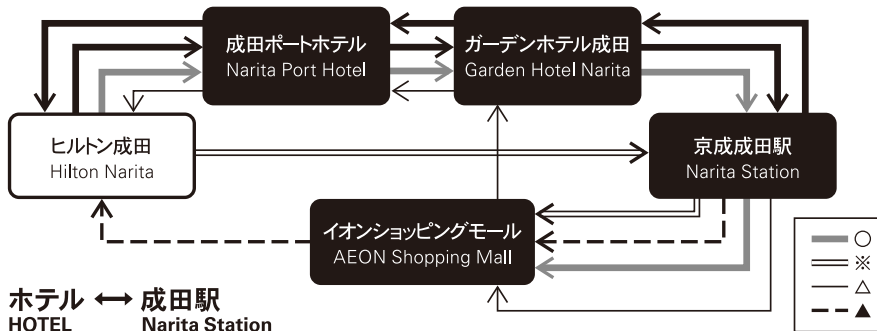 成田ポートホテル
Narita Port Hotel
ガーデンホテル成田
Garden Hotel Narita
ヒルトン成田
Hilton Narita
京成成田駅
Narita Station
イオンショッピングモール
AEON Shopping Mall
○
※
△
▲
ホテル ⟷ 成田駅
HOTEL Narita Station